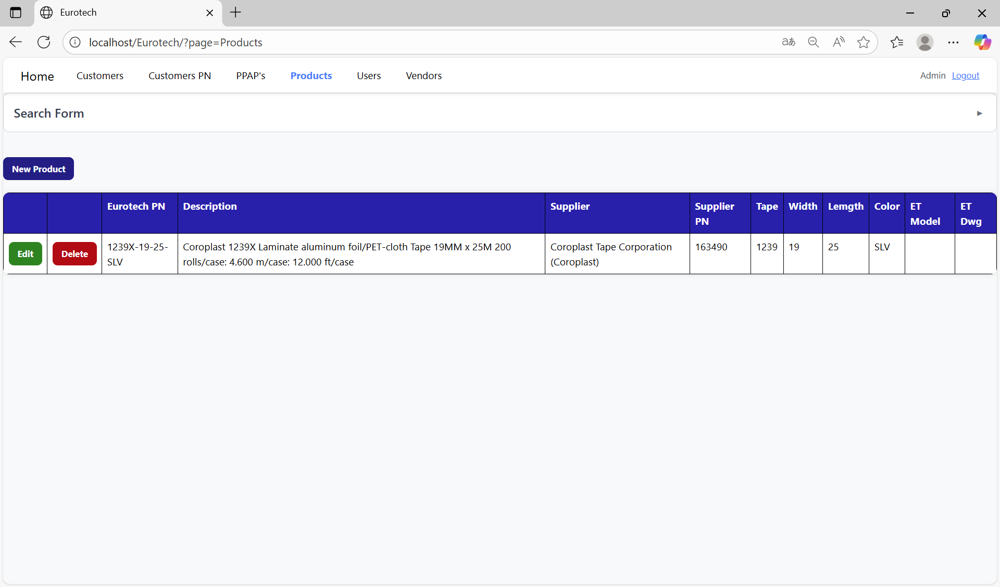 Eurotech
localhost/Eurotech/?page=Products
aあ
Home Customers Customers PN PPAP's Products Users Vendors Admin Logout
Search Form
New Product
Eurotech PN Description Supplier Supplier PN Tape Width Lemgth Color ET Model ET Dwg
Edit Delete 1239X-19-25-SLV Coroplast 1239X Laminate aluminum foil/PET-cloth Tape 19MM x 25M 200 rolls/case: 4.600 m/case: 12.000 ft/case Coroplast Tape Corporation (Coroplast) 163490 1239 19 25 SLV